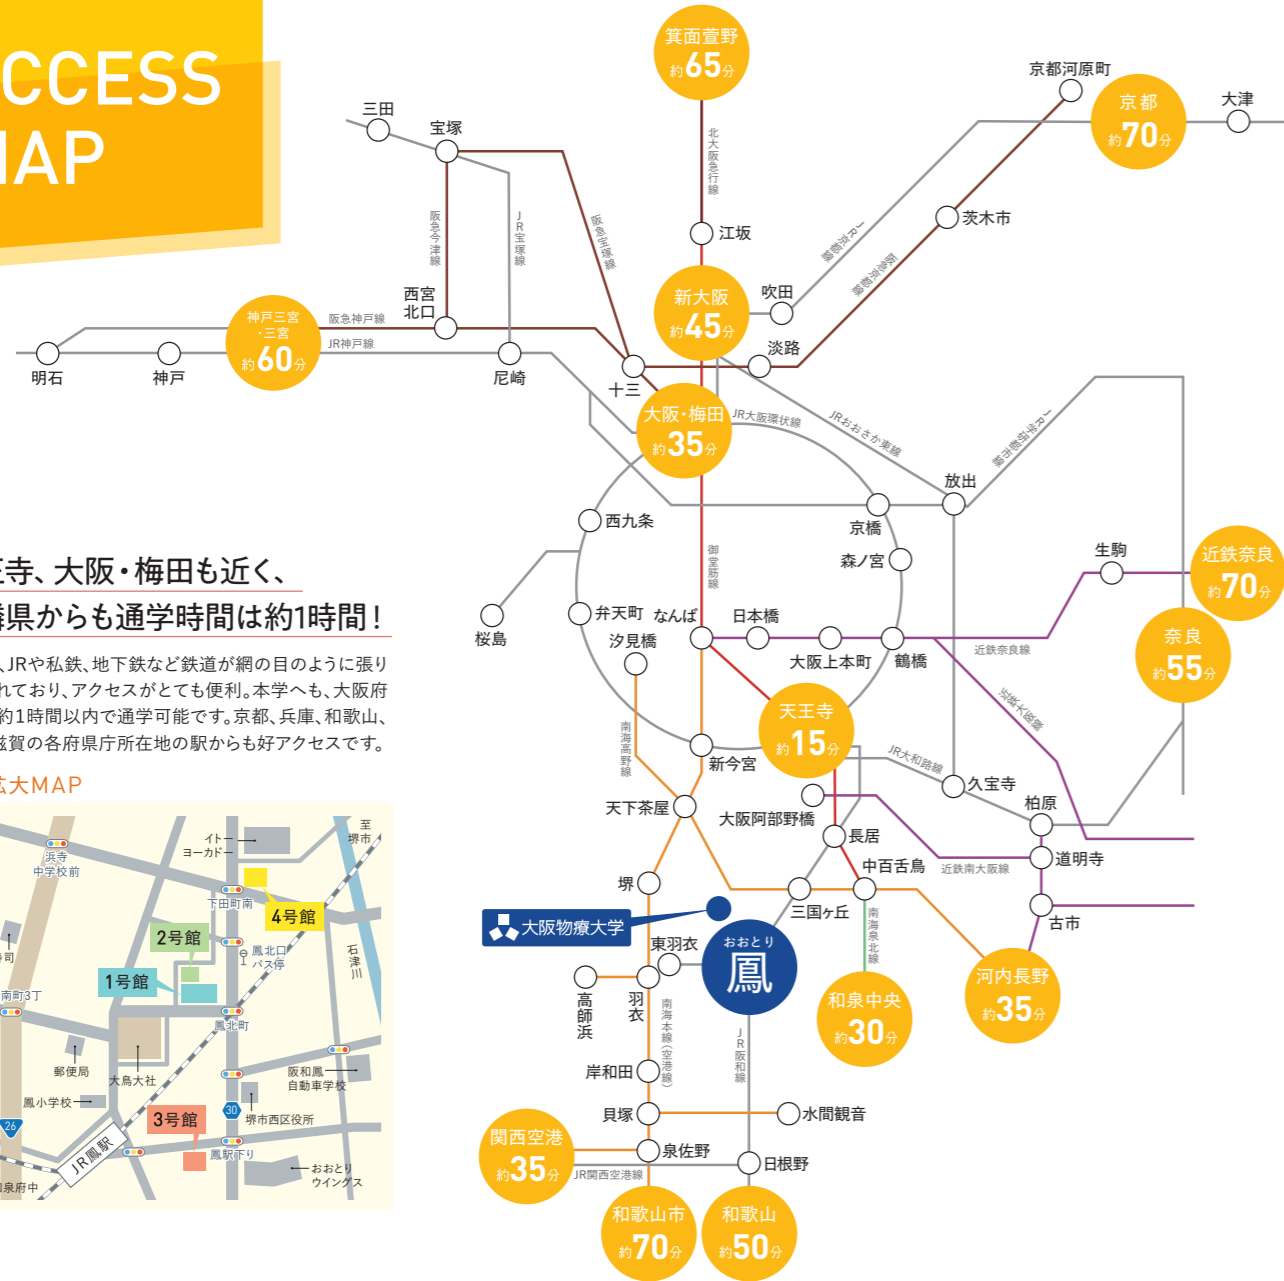 CCESS
MAP
王寺、大阪・梅田も近く、
隣県からも通学時間は約1時間!
、JRや私鉄、地下鉄など鉄道が網の目のように張り
れており、アクセスがとても便利。本学へも、大阪府
約1時間以内で通学可能です。京都、兵庫、和歌山、
滋賀の各府県庁所在地の駅からも好アクセスです。
拡大MAP
イトー
ヨーカドー
至
堺市
浜寺
中学校前
下田町南
4号館
2号館
鳳北口
バス停
石津川
1号館
南町3丁
鳳北町
郵便局
大鳥大社
阪和鳳
自動車学校
鳳小学校
3号館
30
堺市西区役所
26
JR鳳駅
鳳駅下り
おおとり
ウイングス
和泉府中
箕面萱野
約65分
北大阪急行線
江坂
新大阪
約45分
吹田
京都河原町
京都
約70分
大津
茨木市
JR京都線
阪急京都線
淡路
三田
宝塚
阪急今津線
JR宝塚線
阪急宝塚線
西宮
北口
神戸三宮
・三宮
約60分
阪急神戸線
JR神戸線
明石
神戸
尼崎
十三
大阪・梅田
約35分
JR大阪環状線
JRおおさか東線
JR学研都市線
放出
京橋
西九条
森ノ宮
御堂筋線
生駒
近鉄奈良
約70分
桜島
弁天町
なんば
日本橋
汐見橋
大阪上本町
鶴橋
近鉄奈良線
奈良
約55分
近鉄大阪線
天王寺
約15分
南海高野線
新今宮
JR大和路線
久宝寺
天下茶屋
大阪阿部野橋
柏原
長居
道明寺
近鉄南大阪線
中百舌鳥
堺
三国ヶ丘
古市
大阪物療大学
南海泉北線
東羽衣
おおとり
鳳
高師浜
羽衣
南海本線(空港線)
JR阪和線
和泉中央
約30分
河内長野
約35分
岸和田
貝塚
水間観音
関西空港
約35分
泉佐野
JR関西空港線
日根野
和歌山市
約70分
和歌山
約50分